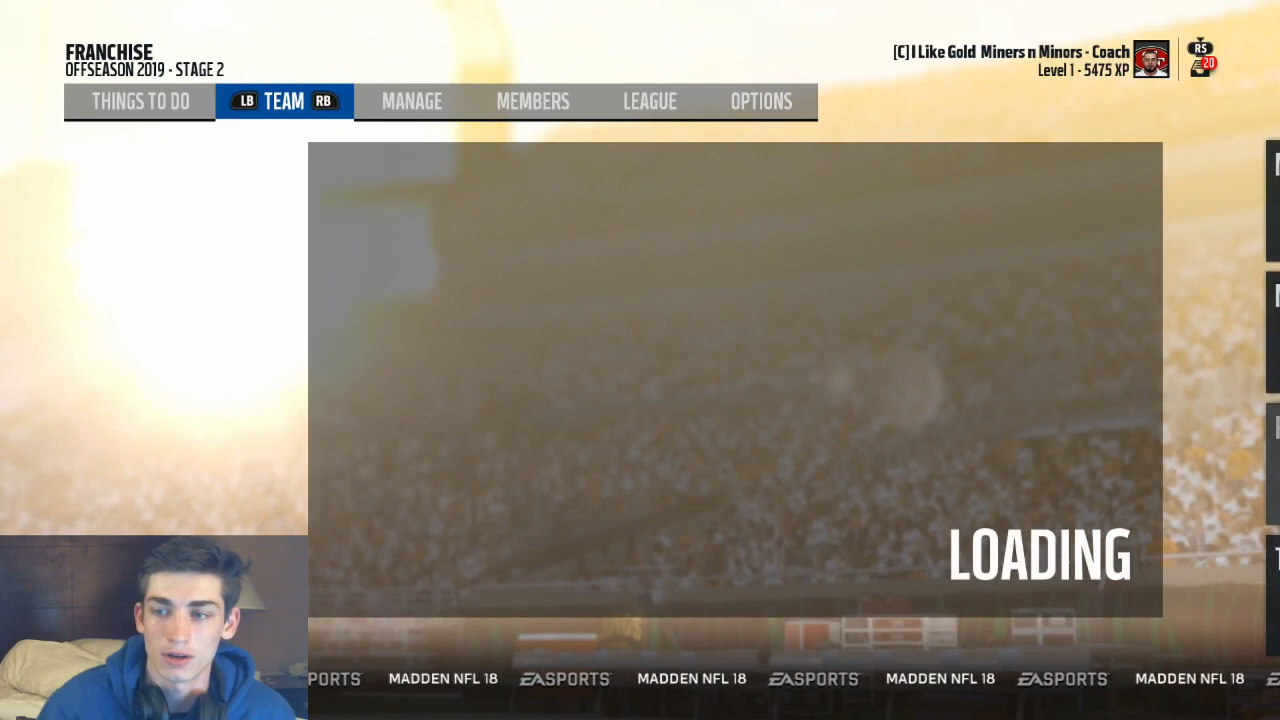 FRANCHISE
OFFSEASON 2019 - STAGE 2
[C]I Like Gold Miners n Minors - Coach
Level 1 - 5475 XP
RS
20
THINGS TO DO
LB TEAM RB
MANAGE
MEMBERS
LEAGUE
OPTIONS
LOADING
PORTS MADDEN NFL 18 EA SPORTS MADDEN NFL 18 EA SPORTS MADDEN NFL 18 EA SPORTS MADDEN NFL 18